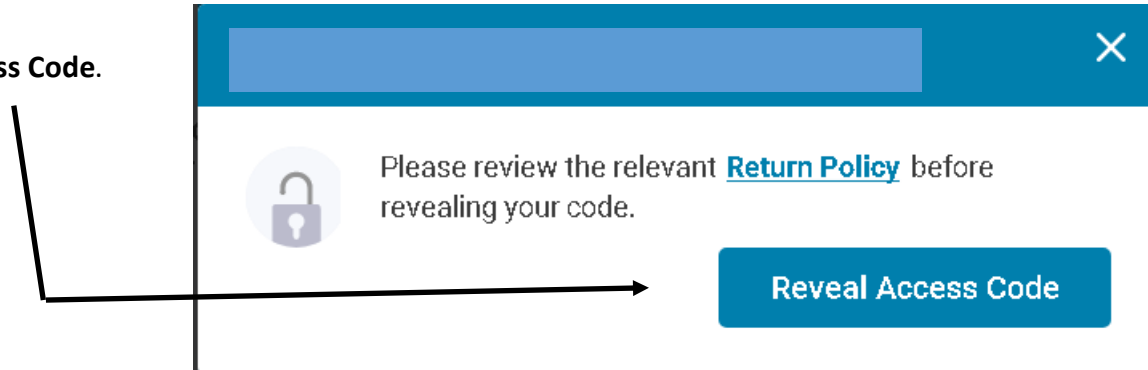 ss Code.
Please review the relevant Return Policy before
revealing your code.
Reveal Access Code